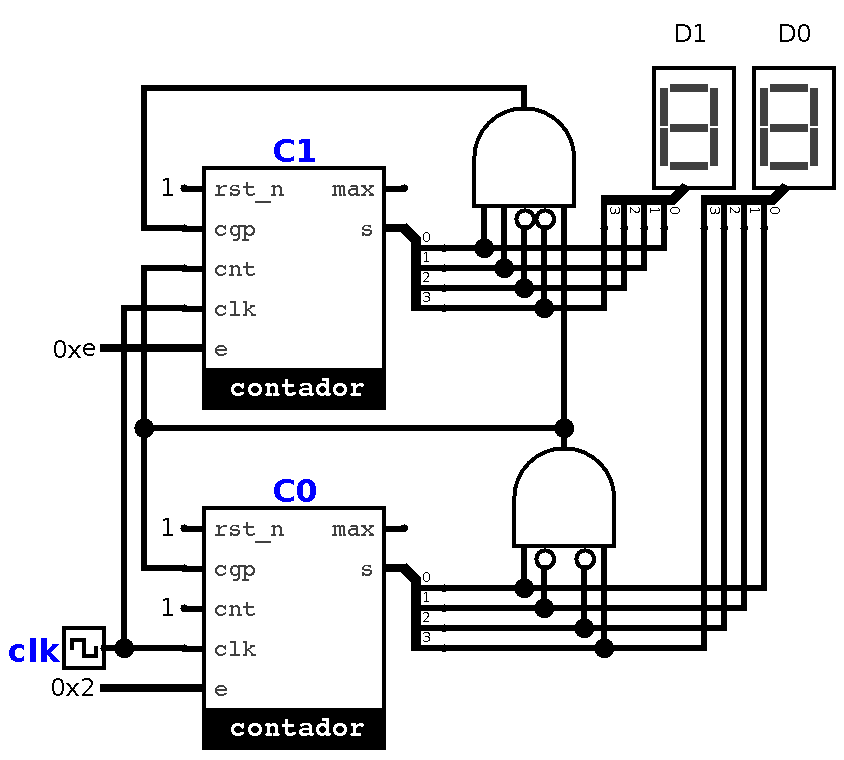 D1 D0
C1
1 rst_n max
cgp s
cnt
clk
0xe e
contador
0
1
2
3
3 2 1 0
3 2 1 0
C0
1 rst_n max
cgp s
1 cnt
clk clk
0x2 e
contador
0
1
2
3